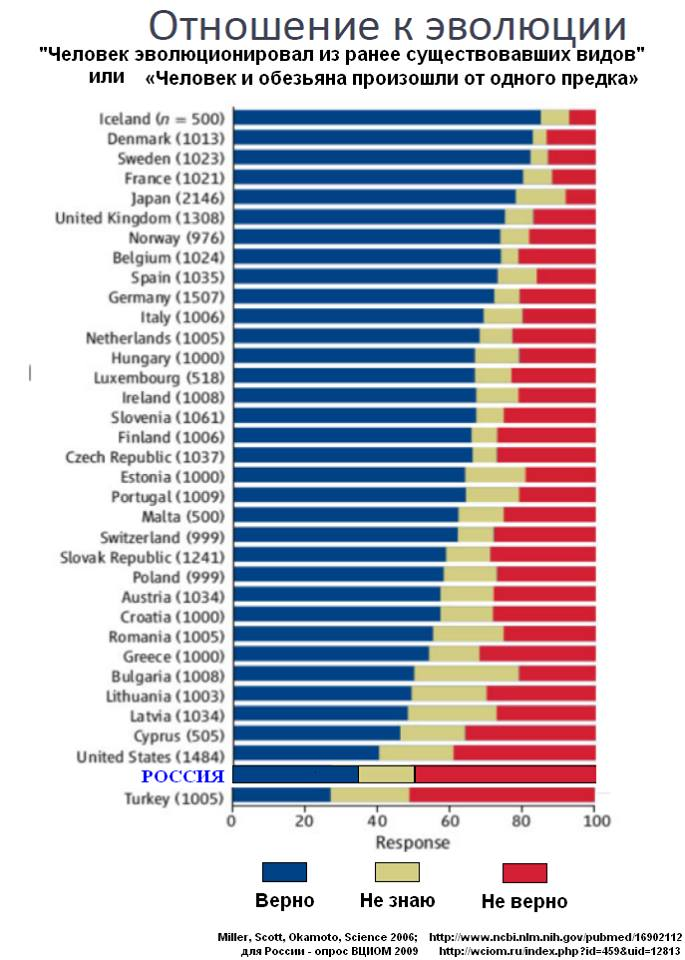 Отношение к эволюции
"Человек эволюционировал из ранее существовавших видов"
или «Человек и обезьяна произошли от одного предка»
Iceland (n = 500)
Denmark (1013)
Sweden (1023)
France (1021)
Japan (2146)
United Kingdom (1308)
Norway (976)
Belgium (1024)
Spain (1035)
Germany (1507)
Italy (1006)
Netherlands (1005)
Hungary (1000)
Luxembourg (518)
Ireland (1008)
Slovenia (1061)
Finland (1006)
Czech Republic (1037)
Estonia (1000)
Portugal (1009)
Malta (500)
Switzerland (999)
Slovak Republic (1241)
Poland (999)
Austria (1034)
Croatia (1000)
Romania (1005)
Greece (1000)
Bulgaria (1008)
Lithuania (1003)
Latvia (1034)
Cyprus (505)
United States (1484)
РОССИЯ
Turkey (1005)
0 20 40 60 80 100
Response
Верно Не знаю Не верно
Miller, Scott, Okamoto, Science 2006; http://www.ncbi.nlm.nih.gov/pubmed/16902112
для России - опрос ВЦИОМ 2009 http://wciom.ru/index.php?id=459&uid=12813